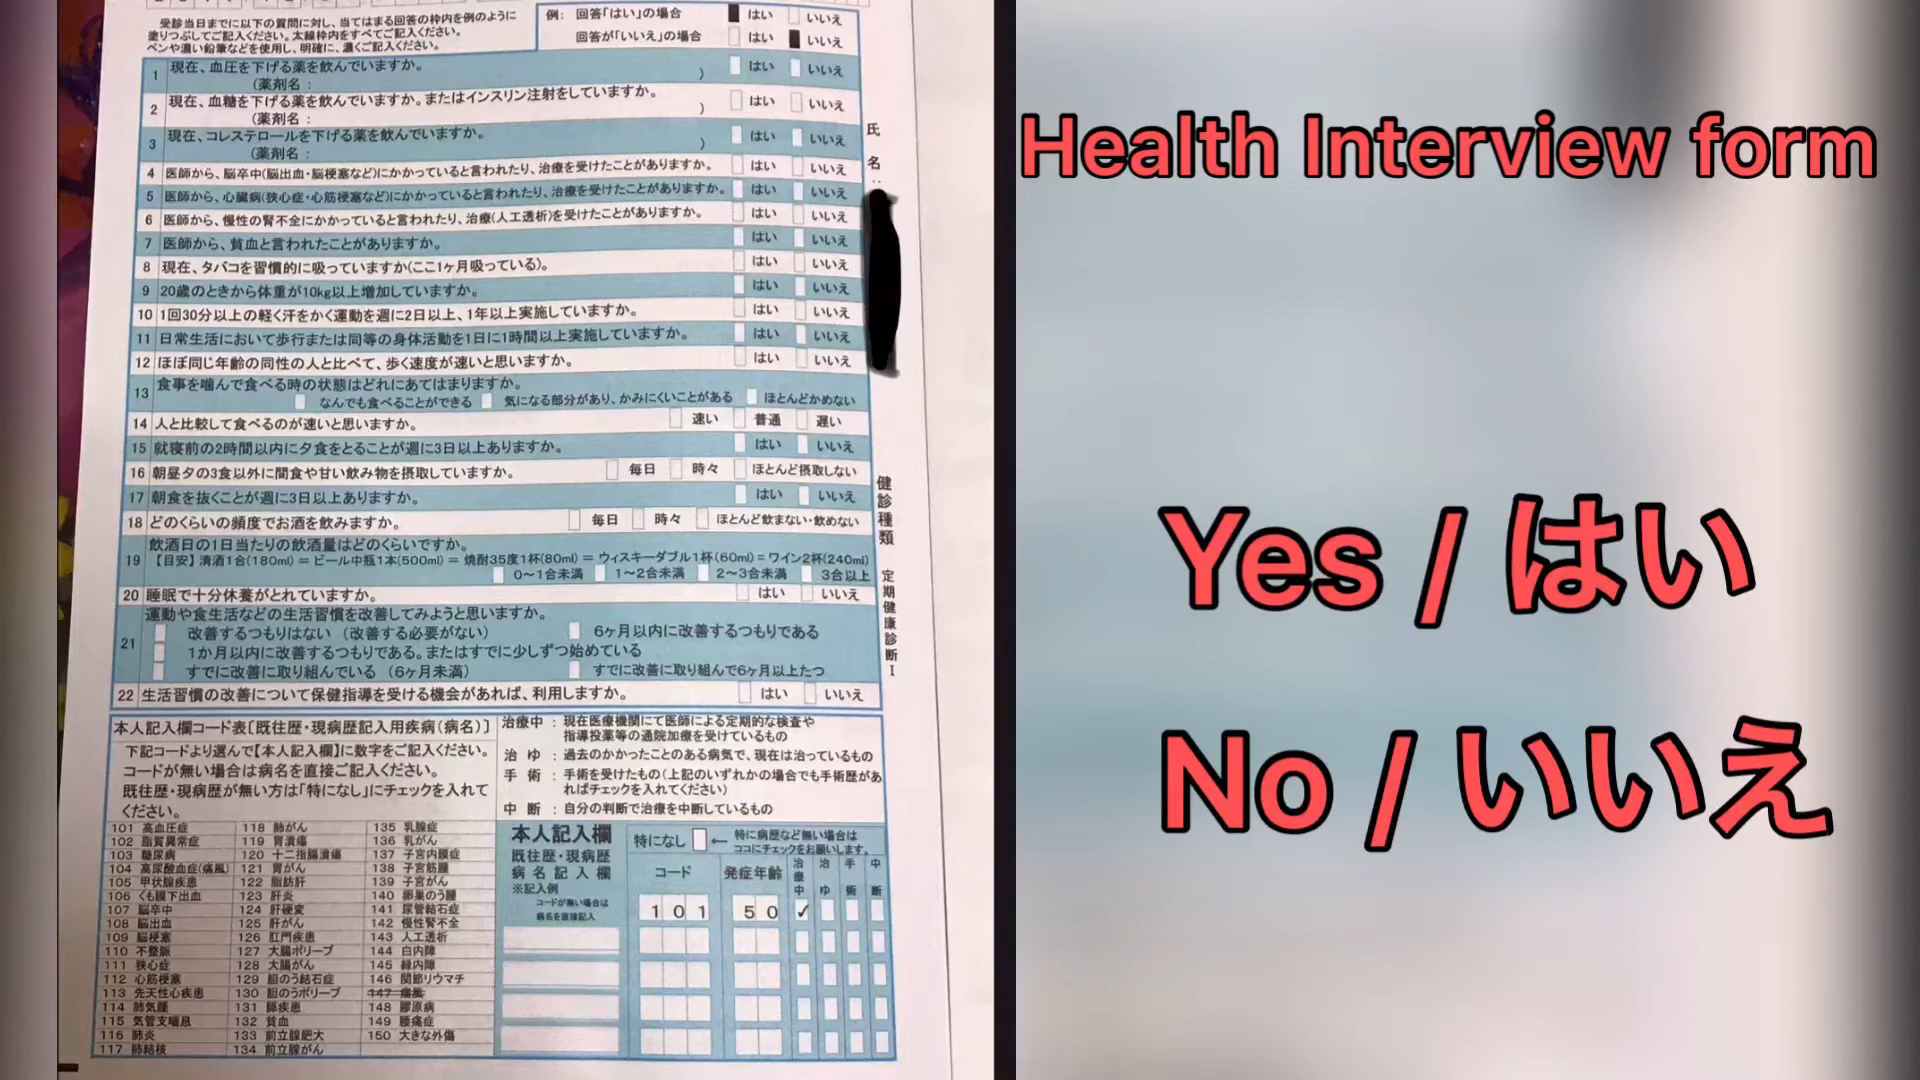 受診当日までに以下の質問に対し、当てはまる回答の枠内を例のように
塗りつぶしてご記入ください。太線枠内をすべてご記入ください。
ペンや濃い鉛筆などを使用し、明確に、濃くご記入ください。
例： 回答「はい」の場合 はい いいえ
回答が「いいえ」の場合 はい いいえ
1 現在、血圧を下げる薬を飲んでいますか。
(薬剤名： ) はい いいえ
2 現在、血糖を下げる薬を飲んでいますか。またはインスリン注射をしていますか。
(薬剤名： ) はい いいえ
3 現在、コレステロールを下げる薬を飲んでいますか。
(薬剤名： ) はい いいえ
4 医師から、脳卒中(脳出血・脳梗塞など)にかかっていると言われたり、治療を受けたことがありますか。 はい いいえ
5 医師から、心臓病(狭心症・心筋梗塞など)にかかっていると言われたり、治療を受けたことがありますか。 はい いいえ
6 医師から、慢性の腎不全にかかっていると言われたり、治療(人工透析)を受けたことがありますか。 はい いいえ
7 医師から、貧血と言われたことがありますか。 はい いいえ
8 現在、タバコを習慣的に吸っていますか(ここ1ヶ月吸っている)。 はい いいえ
9 20歳のときから体重が10kg以上増加していますか。 はい いいえ
10 1回30分以上の軽く汗をかく運動を週に2日以上、1年以上実施していますか。 はい いいえ
11 日常生活において歩行または同等の身体活動を1日に1時間以上実施していますか。 はい いいえ
12 ほぼ同じ年齢の同性の人と比べて、歩く速度が速いと思いますか。 はい いいえ
13 食事を噛んで食べる時の状態はどれにあてはまりますか。
なんでも食べることができる 気になる部分があり、かみにくいことがある ほとんどかめない
14 人と比較して食べるのが速いと思いますか。 速い 普通 遅い
15 就寝前の2時間以内に夕食をとることが週に3日以上ありますか。 はい いいえ
16 朝昼夕の3食以外に間食や甘い飲み物を摂取していますか。 毎日 時々 ほとんど摂取しない
17 朝食を抜くことが週に3日以上ありますか。 はい いいえ
18 どのくらいの頻度でお酒を飲みますか。 毎日 時々 ほとんど飲まない・飲めない
19 飲酒日の1日当たりの飲酒量はどのくらいですか。
【目安】清酒1合(180ml)＝ビール中瓶1本(500ml)＝焼酎35度1杯(80ml)＝ウィスキーダブル1杯(60ml)＝ワイン2杯(240ml)
0～1合未満 1～2合未満 2～3合未満 3合以上
20 睡眠で十分休養がとれていますか。 はい いいえ
21 運動や食生活などの生活習慣を改善してみようと思いますか。
改善するつもりはない（改善する必要がない） 6ヶ月以内に改善するつもりである
1か月以内に改善するつもりである。またはすでに少しずつ始めている
すでに改善に取り組んでいる（6ヶ月未満） すでに改善に取り組んで6ヶ月以上たつ
22 生活習慣の改善について保健指導を受ける機会があれば、利用しますか。 はい いいえ
氏名：
健診種類 定期健康診断Ⅰ
本人記入欄コード表〔既往歴・現病歴記入用疾病(病名)〕
下記コードより選んで【本人記入欄】に数字をご記入ください。
コードが無い場合は病名を直接ご記入ください。
既往歴・現病歴が無い方は「特になし」にチェックを入れて
ください。
治療中：現在医療機関にて医師による定期的な検査や
指導投薬等の通院加療を受けているもの
治ゆ：過去のかかったことのある病気で、現在は治っているもの
手術：手術を受けたもの(上記のいずれかの場合でも手術歴があ
ればチェックを入れてください)
中断：自分の判断で治療を中断しているもの
101 高血圧症 118 肺がん 135 乳腺症
102 脂質異常症 119 胃潰瘍 136 乳がん
103 糖尿病 120 十二指腸潰瘍 137 子宮内膜症
104 高尿酸血症(痛風) 121 胃がん 138 子宮筋腫
105 甲状腺疾患 122 脂肪肝 139 子宮がん
106 くも膜下出血 123 肝炎 140 卵巣のう腫
107 脳卒中 124 肝硬変 141 尿管結石症
108 脳出血 125 肝がん 142 慢性腎不全
109 脳梗塞 126 肛門疾患 143 人工透析
110 不整脈 127 大腸ポリープ 144 白内障
111 狭心症 128 大腸がん 145 緑内障
112 心筋梗塞 129 胆のう結石症 146 関節リウマチ
113 先天性心疾患 130 胆のうポリープ 147 痛風
114 肺気腫 131 膵疾患 148 膠原病
115 気管支喘息 132 貧血 149 腰痛症
116 肺炎 133 前立腺肥大 150 大きな外傷
117 肺結核 134 前立腺がん
本人記入欄
既往歴・現病歴
病名記入欄
※記入例
コードが無い場合は
病名を直接記入
特になし ← 特に病歴など無い場合は
ココにチェックをお願いします。
コード 発症年齢 治療中 治ゆ 手術 中断
101 50 ✓
Health Interview form
Yes / はい
No / いいえ